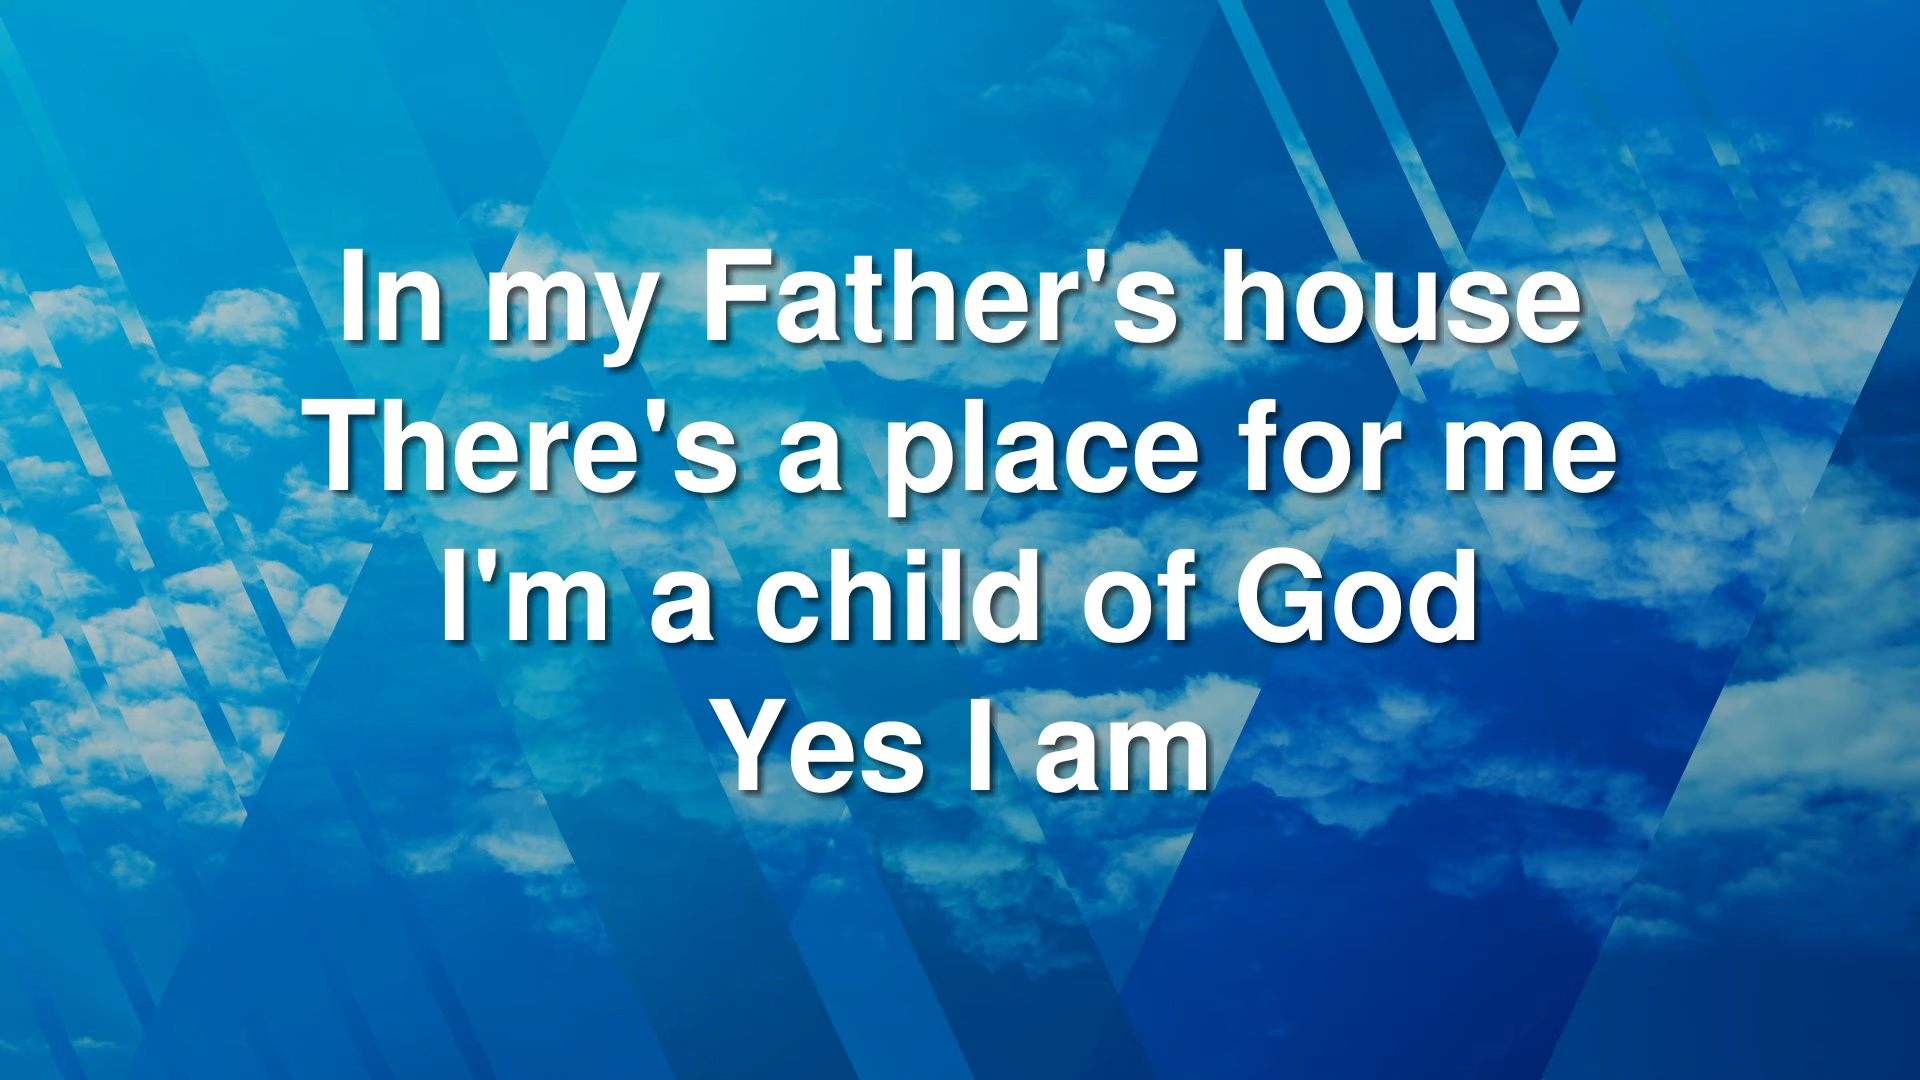 In my Father's house
There's a place for me
I'm a child of God
Yes I am